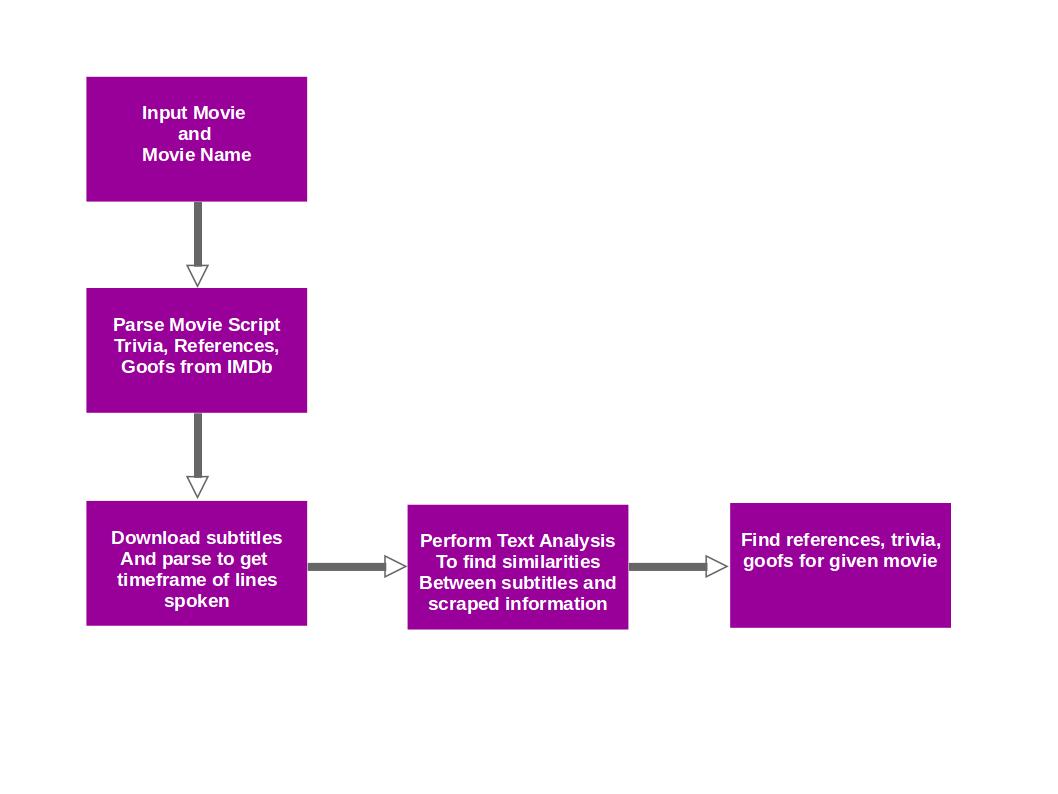 Input Movie
and
Movie Name
Parse Movie Script
Trivia, References,
Goofs from IMDb
Download subtitles
And parse to get
timeframe of lines
spoken
Perform Text Analysis
To find similarities
Between subtitles and
scraped information
Find references, trivia,
goofs for given movie